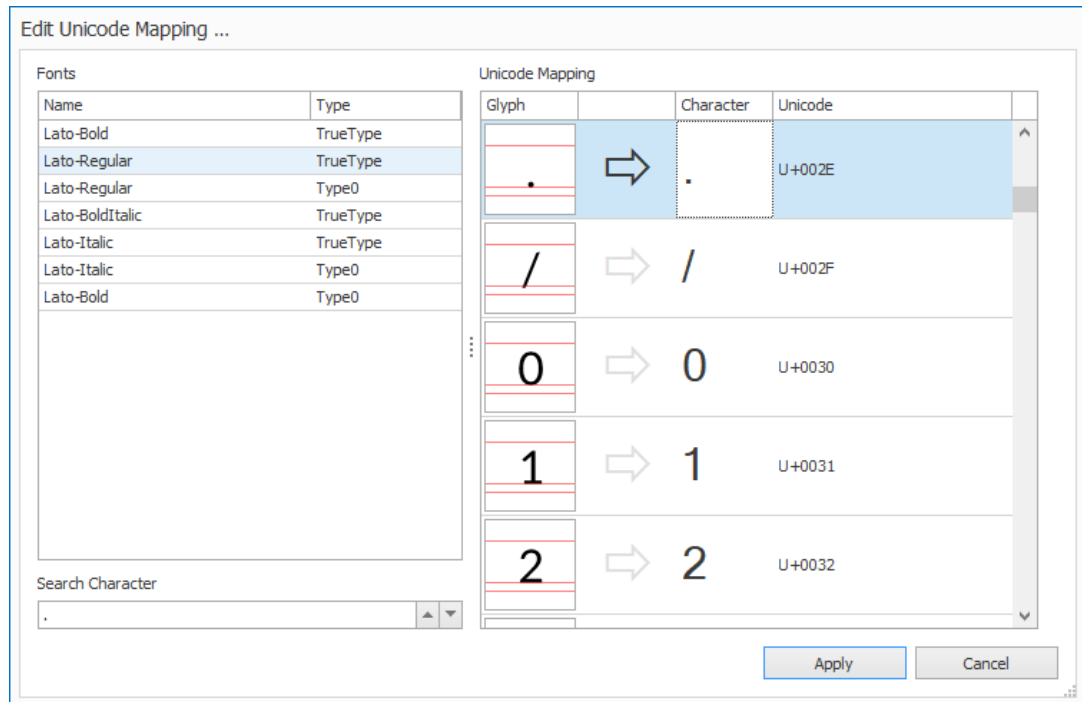 Edit Unicode Mapping ...
Fonts
Name Type
Lato-Bold TrueType
Lato-Regular TrueType
Lato-Regular Type0
Lato-BoldItalic TrueType
Lato-Italic TrueType
Lato-Italic Type0
Lato-Bold Type0
Search Character
.
Unicode Mapping
Glyph Character Unicode
. . U+002E
/ / U+002F
0 0 U+0030
1 1 U+0031
2 2 U+0032
Apply Cancel